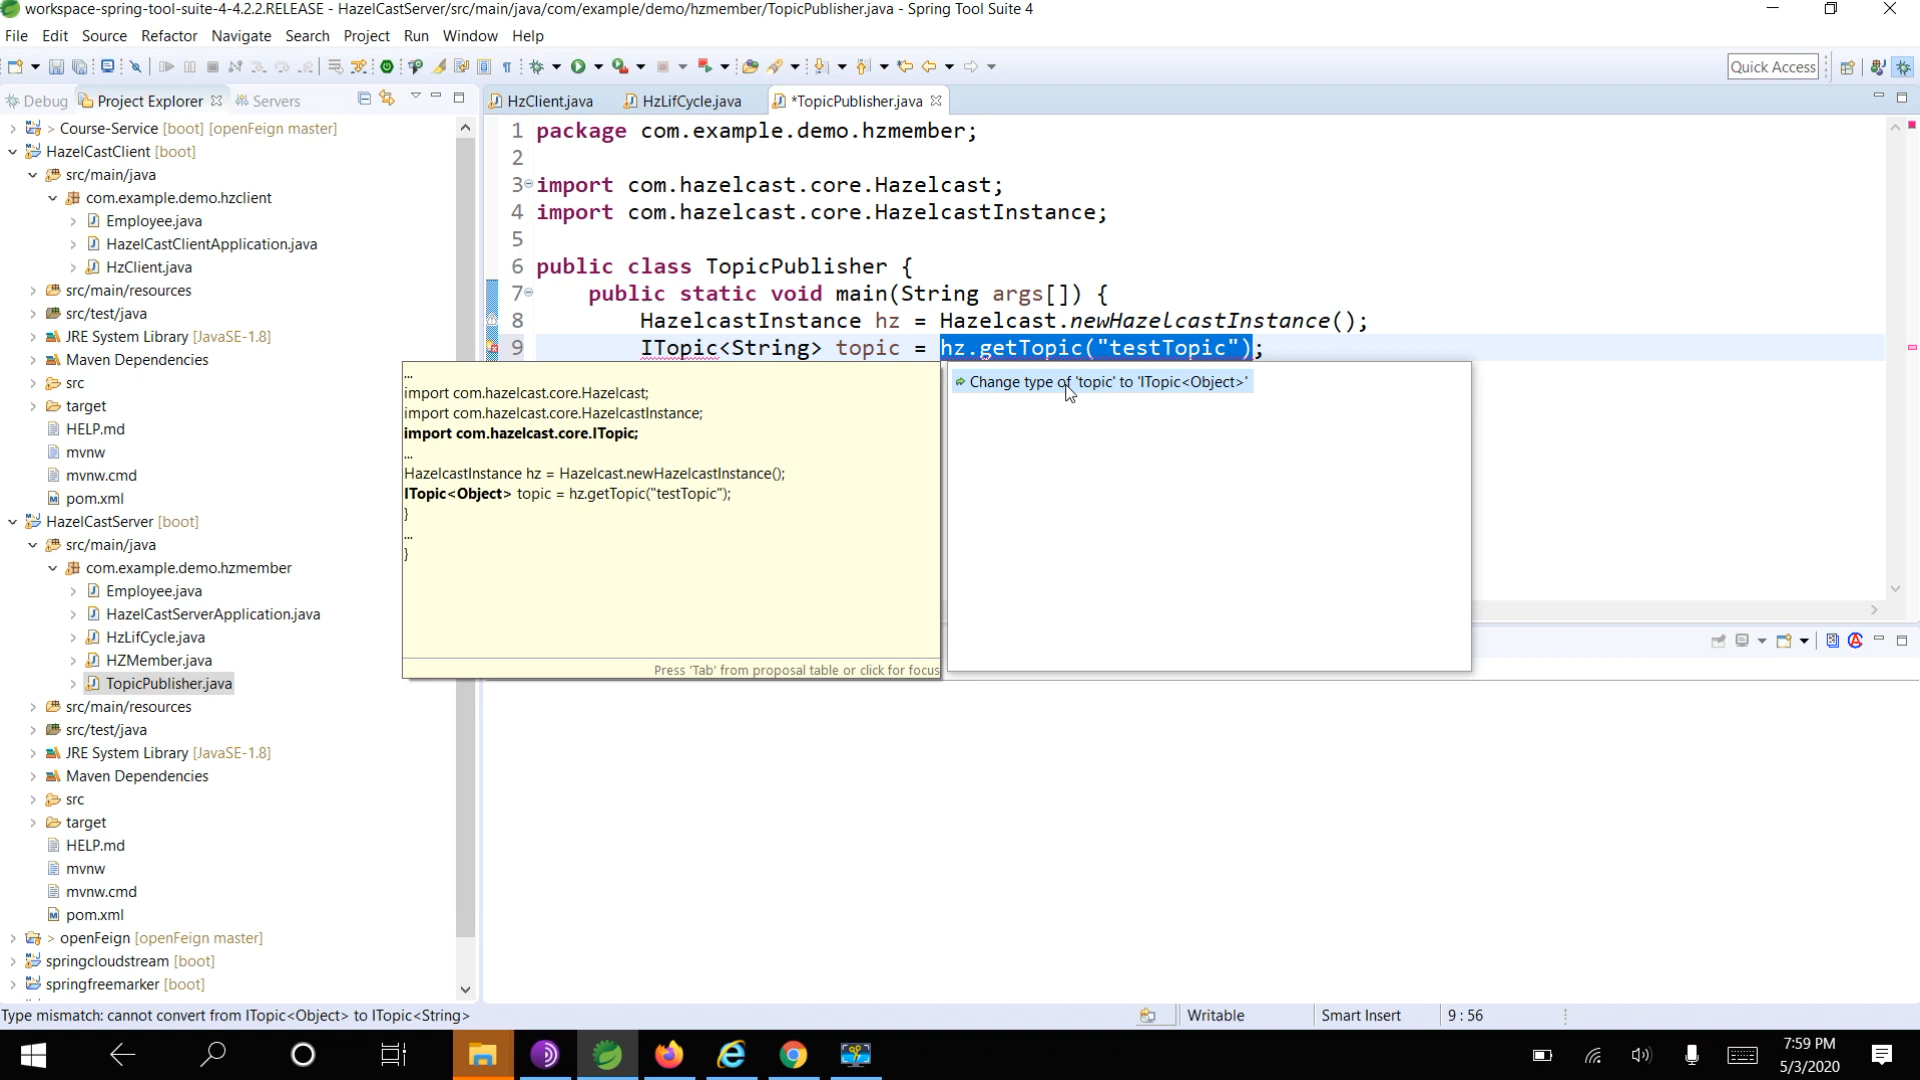 workspace-spring-tool-suite-4-4.2.2.RELEASE - HazelCastServer/src/main/java/com/example/demo/hzmember/TopicPublisher.java - Spring Tool Suite 4
File Edit Source Refactor Navigate Search Project Run Window Help
Quick Access
Debug Project Explorer Servers
HzClient.java HzLifCycle.java *TopicPublisher.java
> Course-Service [boot] [openFeign master]
HazelCastClient [boot]
src/main/java
com.example.demo.hzclient
Employee.java
HazelCastClientApplication.java
HzClient.java
src/main/resources
src/test/java
JRE System Library [JavaSE-1.8]
Maven Dependencies
src
target
HELP.md
mvnw
mvnw.cmd
pom.xml
HazelCastServer [boot]
src/main/java
com.example.demo.hzmember
Employee.java
HazelCastServerApplication.java
HzLifCycle.java
HZMember.java
TopicPublisher.java
src/main/resources
src/test/java
JRE System Library [JavaSE-1.8]
Maven Dependencies
src
target
HELP.md
mvnw
mvnw.cmd
pom.xml
> openFeign [openFeign master]
springcloudstream [boot]
springfreemarker [boot]
1 package com.example.demo.hzmember;
2
3 import com.hazelcast.core.Hazelcast;
4 import com.hazelcast.core.HazelcastInstance;
5
6 public class TopicPublisher {
7 public static void main(String args[]) {
8 HazelcastInstance hz = Hazelcast.newHazelcastInstance();
9 ITopic<String> topic = hz.getTopic("testTopic");
...
import com.hazelcast.core.Hazelcast;
import com.hazelcast.core.HazelcastInstance;
import com.hazelcast.core.ITopic;
...
HazelcastInstance hz = Hazelcast.newHazelcastInstance();
ITopic<Object> topic = hz.getTopic("testTopic");
}
...
}
Press 'Tab' from proposal table or click for focus
Change type of 'topic' to 'ITopic<Object>'
Type mismatch: cannot convert from ITopic<Object> to ITopic<String>
Writable
Smart Insert
9 : 56
7:59 PM
5/3/2020